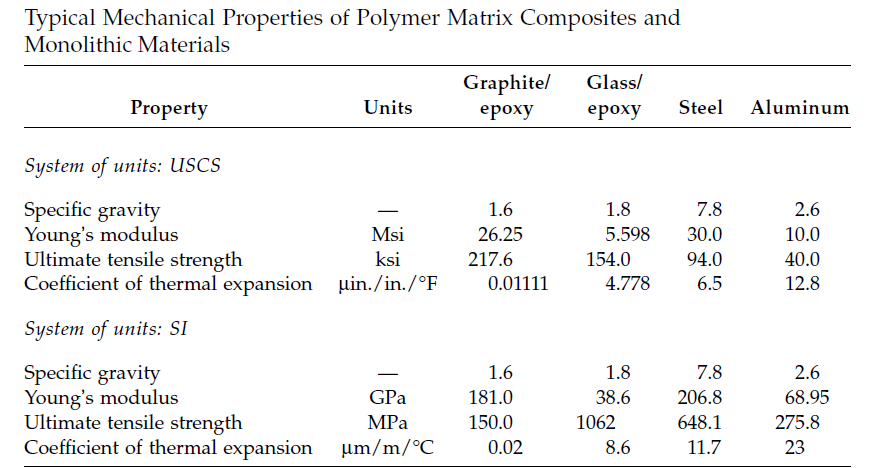 Typical Mechanical Properties of Polymer Matrix Composites and
Monolithic Materials
Graphite/ Glass/
Property Units epoxy epoxy Steel Aluminum
System of units: USCS
Specific gravity — 1.6 1.8 7.8 2.6
Young's modulus Msi 26.25 5.598 30.0 10.0
Ultimate tensile strength ksi 217.6 154.0 94.0 40.0
Coefficient of thermal expansion μin./in./°F 0.01111 4.778 6.5 12.8
System of units: SI
Specific gravity — 1.6 1.8 7.8 2.6
Young's modulus GPa 181.0 38.6 206.8 68.95
Ultimate tensile strength MPa 150.0 1062 648.1 275.8
Coefficient of thermal expansion μm/m/°C 0.02 8.6 11.7 23